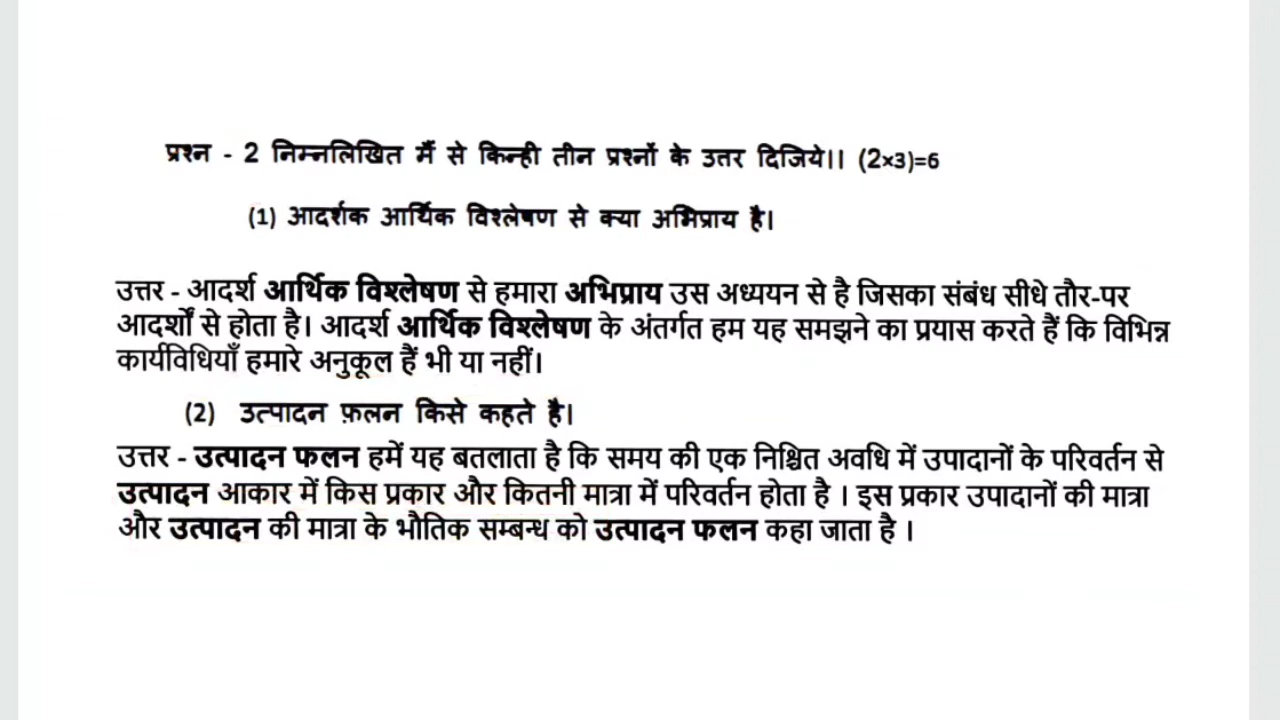 प्रश्न - 2 निम्नलिखित मैं से किन्ही तीन प्रश्नों के उत्तर दिजिये।। (2×3)=6
(1) आदर्शक आर्थिक विश्लेषण से क्या अभिप्राय है।
उत्तर - आदर्श आर्थिक विश्लेषण से हमारा अभिप्राय उस अध्ययन से है जिसका संबंध सीधे तौर-पर
आदर्शों से होता है। आदर्श आर्थिक विश्लेषण के अंतर्गत हम यह समझने का प्रयास करते हैं कि विभिन्न
कार्यविधियाँ हमारे अनुकूल हैं भी या नहीं।
(2) उत्पादन फ़लन किसे कहते है।
उत्तर - उत्पादन फलन हमें यह बतलाता है कि समय की एक निश्चित अवधि में उपादानों के परिवर्तन से
उत्पादन आकार में किस प्रकार और कितनी मात्रा में परिवर्तन होता है । इस प्रकार उपादानों की मात्रा
और उत्पादन की मात्रा के भौतिक सम्बन्ध को उत्पादन फलन कहा जाता है ।